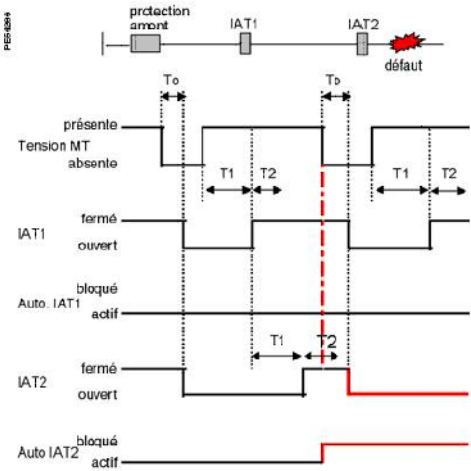 PE56286
protection
amont
IAT1
IAT2
défaut
To
To
présente
Tension MT
absente
T1
T2
T1
T2
fermé
IAT1
ouvert
bloqué
Auto. IAT1
actif
T1
T2
fermé
IAT2
ouvert
bloqué
Auto IAT2
actif